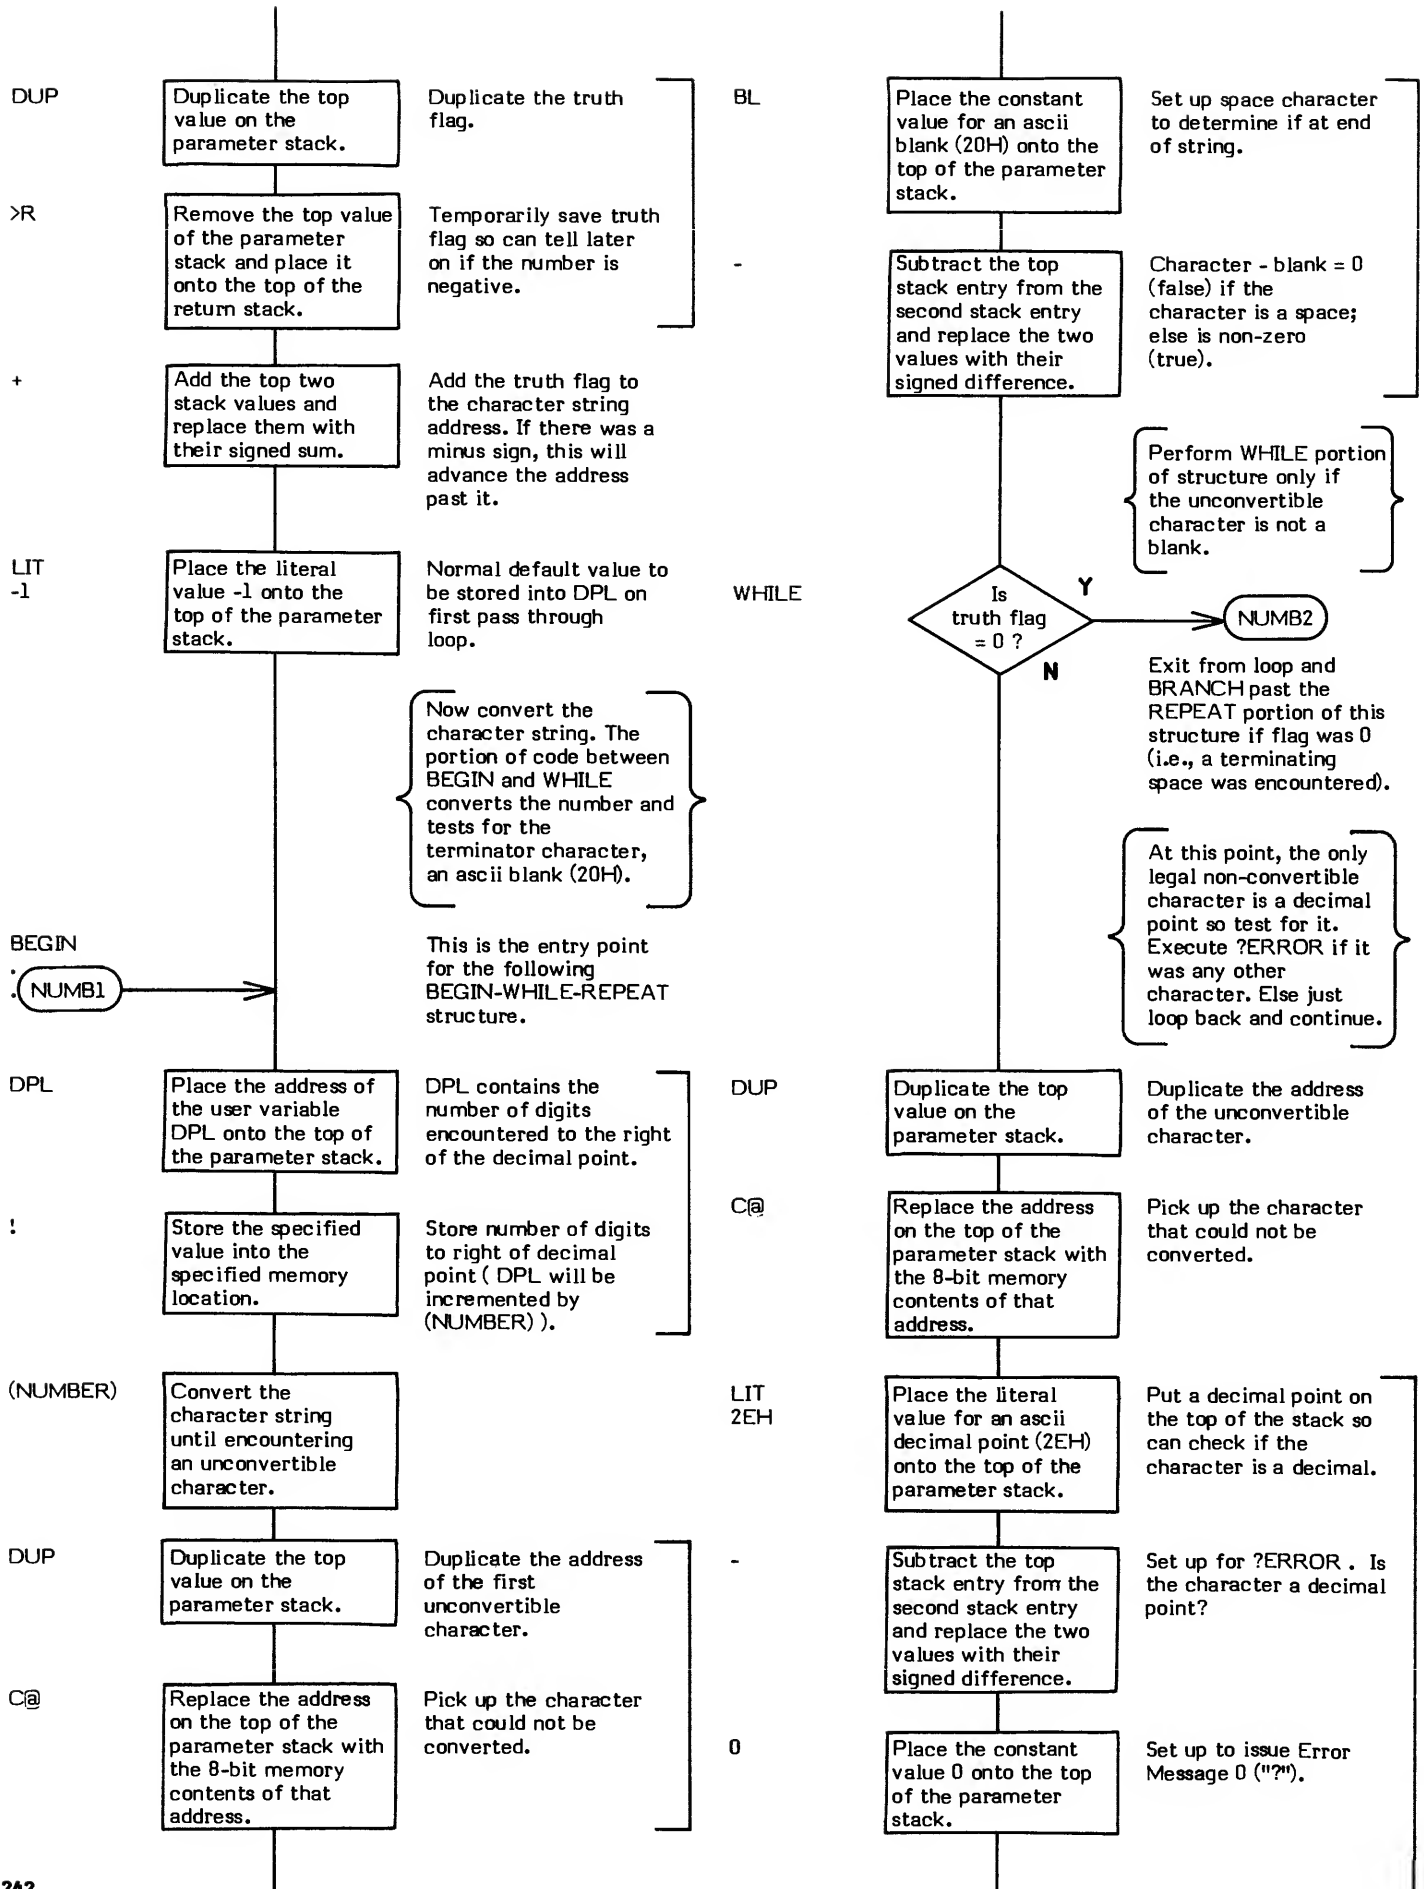 DUP
Duplicate the top
value on the
parameter stack.
Duplicate the truth
flag.
>R
Remove the top value
of the parameter
stack and place it
onto the top of the
return stack.
Temporarily save truth
flag so can tell later
on if the number is
negative.
+
Add the top two
stack values and
replace them with
their signed sum.
Add the truth flag to
the character string
address. If there was a
minus sign, this will
advance the address
past it.
LIT
-1
Place the literal
value -1 onto the
top of the parameter
stack.
Normal default value to
be stored into DPL on
first pass through
loop.
Now convert the
character string. The
portion of code between
BEGIN and WHILE
converts the number and
tests for the
terminator character,
an ascii blank (20H).
BEGIN
:
NUMB1
This is the entry point
for the following
BEGIN-WHILE-REPEAT
structure.
DPL
Place the address of
the user variable
DPL onto the top of
the parameter stack.
DPL contains the
number of digits
encountered to the right
of the decimal point.
!
Store the specified
value into the
specified memory
location.
Store number of digits
to right of decimal
point ( DPL will be
incremented by
(NUMBER) ).
(NUMBER)
Convert the
character string
until encountering
an unconvertible
character.
DUP
Duplicate the top
value on the
parameter stack.
Duplicate the address
of the first
unconvertible
character.
C@
Replace the address
on the top of the
parameter stack with
the 8-bit memory
contents of that
address.
Pick up the character
that could not be
converted.
BL
Place the constant
value for an ascii
blank (20H) onto the
top of the parameter
stack.
Set up space character
to determine if at end
of string.
-
Subtract the top
stack entry from the
second stack entry
and replace the two
values with their
signed difference.
Character - blank = 0
(false) if the
character is a space;
else is non-zero
(true).
Perform WHILE portion
of structure only if
the unconvertible
character is not a
blank.
WHILE
Is
truth flag
= 0 ?
Y
N
NUMB2
Exit from loop and
BRANCH past the
REPEAT portion of this
structure if flag was 0
(i.e., a terminating
space was encountered).
At this point, the only
legal non-convertible
character is a decimal
point so test for it.
Execute ?ERROR if it
was any other
character. Else just
loop back and continue.
DUP
Duplicate the top
value on the
parameter stack.
Duplicate the address
of the unconvertible
character.
C@
Replace the address
on the top of the
parameter stack with
the 8-bit memory
contents of that
address.
Pick up the character
that could not be
converted.
LIT
2EH
Place the literal
value for an ascii
decimal point (2EH)
onto the top of the
parameter stack.
Put a decimal point on
the top of the stack so
can check if the
character is a decimal.
-
Subtract the top
stack entry from the
second stack entry
and replace the two
values with their
signed difference.
Set up for ?ERROR . Is
the character a decimal
point?
0
Place the constant
value 0 onto the top
of the parameter
stack.
Set up to issue Error
Message 0 ("?").